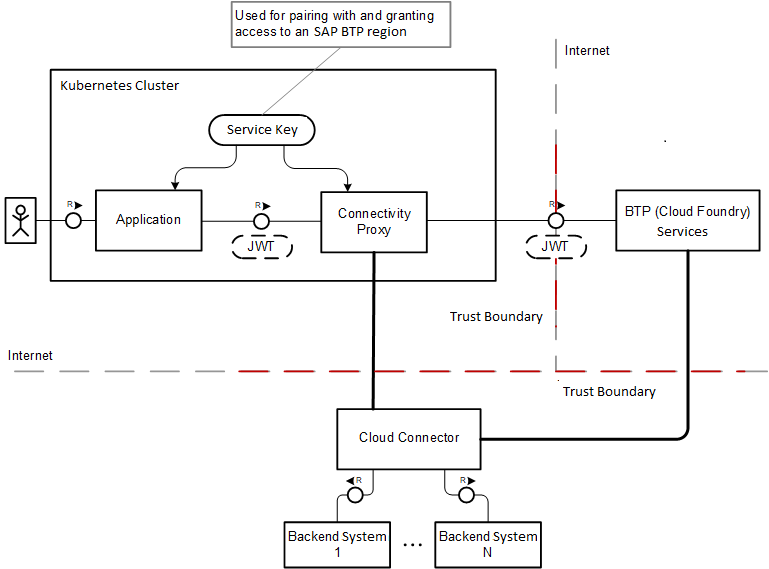 Used for pairing with and granting
access to an SAP BTP region
Internet
Kubernetes Cluster
Service Key
R
Application
R
JWT
Connectivity
Proxy
R
JWT
BTP (Cloud Foundry)
Services
Trust Boundary
Internet
Trust Boundary
Cloud Connector
R
R
Backend System
1
...
Backend System
N